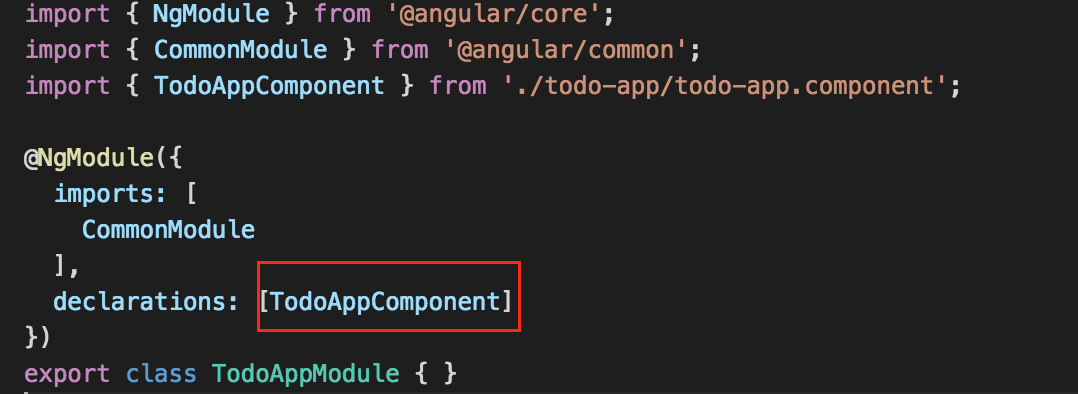 import { NgModule } from '@angular/core';
import { CommonModule } from '@angular/common';
import { TodoAppComponent } from './todo-app/todo-app.component';
@NgModule({
  imports: [
    CommonModule
  ],
  declarations: [TodoAppComponent]
})
export class TodoAppModule { }